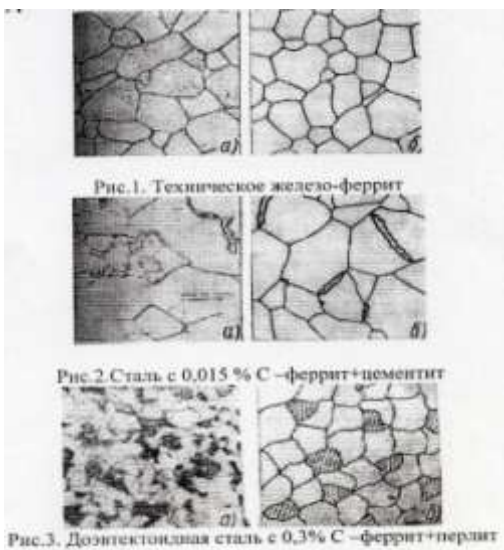 а) б)
Рис.1. Техническое железо-феррит
а) б)
Рис.2.Сталь с 0,015 % С –феррит+цементит
а) б)
Рис.3. Доэвтектоидная сталь с 0,3% С –феррит+перлит